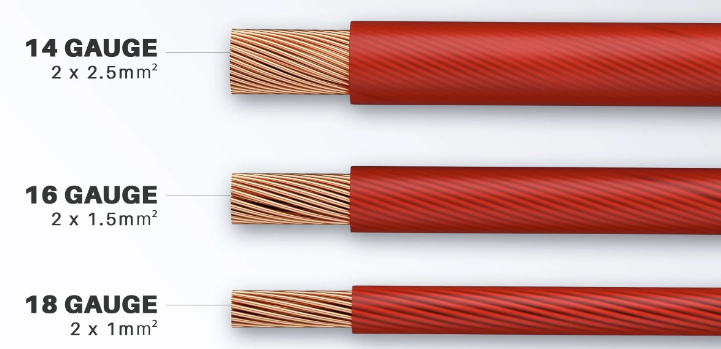 14 GAUGE
2 x 2.5mm²
16 GAUGE
2 x 1.5mm²
18 GAUGE
2 x 1mm²